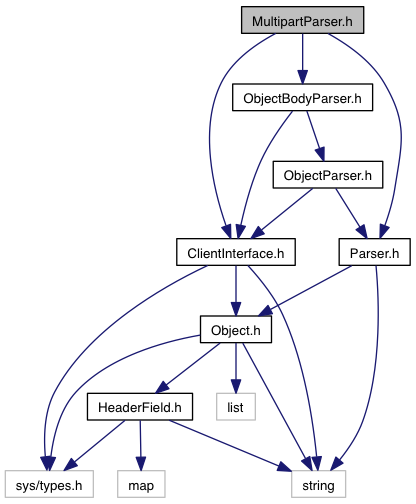 MultipartParser.h
ObjectBodyParser.h
ObjectParser.h
ClientInterface.h
Parser.h
Object.h
HeaderField.h
list
sys/types.h
map
string